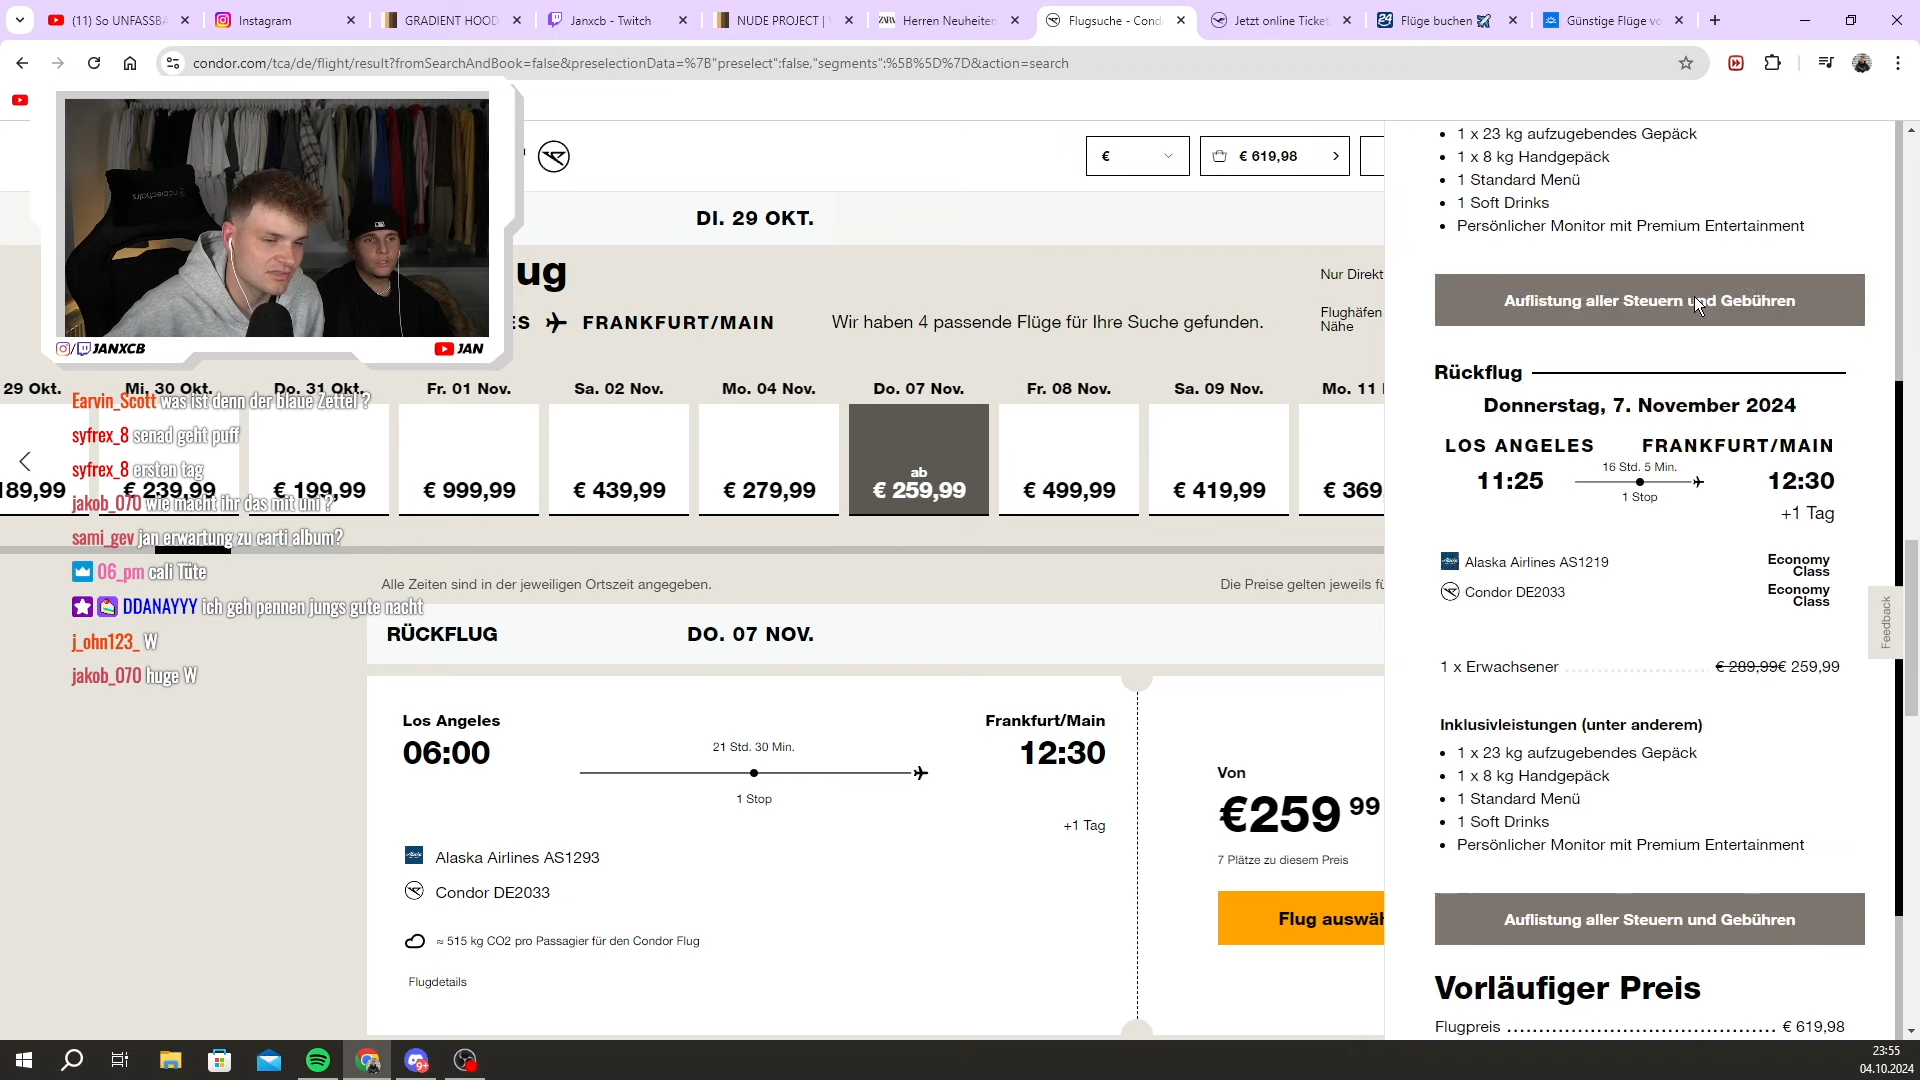 (11) So UNFASSBA
Instagram
GRADIENT HOOD
Janxcb - Twitch
NUDE PROJECT |
ZARA
Herren Neuheiten
Flugsuche - Cond
Jetzt online Ticket
24
Flüge buchen
Günstige Flüge vo
condor.com/tca/de/flight/result?fromSearchAndBook=false&preselectionData=%7B"preselect":false,"segments":%5B%5D%7D&action=search
€
€ 619,98
DI. 29 OKT.
ug
Nur Direkt
ES
FRANKFURT/MAIN
Wir haben 4 passende Flüge für Ihre Suche gefunden.
Flughäfen
Nähe
29 Okt.
Mi. 30 Okt.
Do. 31 Okt.
Fr. 01 Nov.
Sa. 02 Nov.
Mo. 04 Nov.
Do. 07 Nov.
Fr. 08 Nov.
Sa. 09 Nov.
Mo. 11
189,99
€ 239,99
€ 199,99
€ 999,99
€ 439,99
€ 279,99
ab
€ 259,99
€ 499,99
€ 419,99
€ 369,
Alle Zeiten sind in der jeweiligen Ortszeit angegeben.
Die Preise gelten jeweils fü
RÜCKFLUG
DO. 07 NOV.
Los Angeles
Frankfurt/Main
06:00
21 Std. 30 Min.
12:30
1 Stop
+1 Tag
Alaska Airlines AS1293
Condor DE2033
≈ 515 kg CO2 pro Passagier für den Condor Flug
Flugdetails
Von
€259 99
7 Plätze zu diesem Preis
Flug auswäh
1 x 23 kg aufzugebendes Gepäck
1 x 8 kg Handgepäck
1 Standard Menü
1 Soft Drinks
Persönlicher Monitor mit Premium Entertainment
Auflistung aller Steuern und Gebühren
Rückflug
Donnerstag, 7. November 2024
LOS ANGELES
FRANKFURT/MAIN
11:25
16 Std. 5 Min.
12:30
1 Stop
+1 Tag
Alaska Airlines AS1219
Economy
Class
Condor DE2033
Economy
Class
1 x Erwachsener € 289,99€ 259,99
Inklusivleistungen (unter anderem)
1 x 23 kg aufzugebendes Gepäck
1 x 8 kg Handgepäck
1 Standard Menü
1 Soft Drinks
Persönlicher Monitor mit Premium Entertainment
Auflistung aller Steuern und Gebühren
Vorläufiger Preis
Flugpreis ........................................ € 619,98
Feedback
noblechairs
/JANXCB
JAN
Earvin_Scott was ist denn der blaue Zettel ?
syfrex_8 senad geht puff
syfrex_8 ersten tag
jakob_070 wie macht ihr das mit uni ?
sami_gev jan erwartung zu carti album?
06_pm cali Tüte
DDANAYYY ich geh pennen jungs gute nacht
j_ohn123_ W
jakob_070 huge W
9+
23:55
04.10.2024